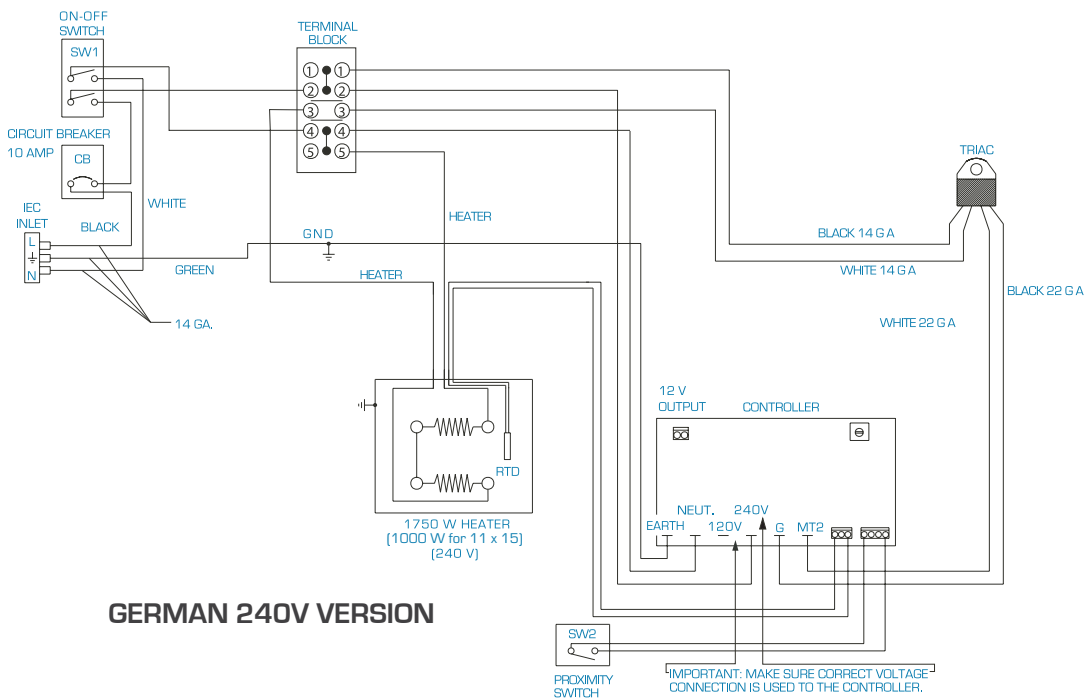 ON-OFF
SWITCH
SW1
TERMINAL
BLOCK
1 1
2 2
3 3
4 4
5 5
CIRCUIT BREAKER
10 AMP
CB
IEC
INLET
L
N
BLACK
WHITE
GREEN
14 GA.
GND
HEATER
HEATER
TRIAC
BLACK 14 GA
WHITE 14 GA
BLACK 22 GA
WHITE 22 GA
RTD
1750 W HEATER
(1000 W for 11 x 15)
(240 V)
12 V
OUTPUT
CONTROLLER
EARTH
NEUT.
120V
240V
G
MT2
GERMAN 240V VERSION
SW2
PROXIMITY
SWITCH
IMPORTANT: MAKE SURE CORRECT VOLTAGE
CONNECTION IS USED TO THE CONTROLLER.